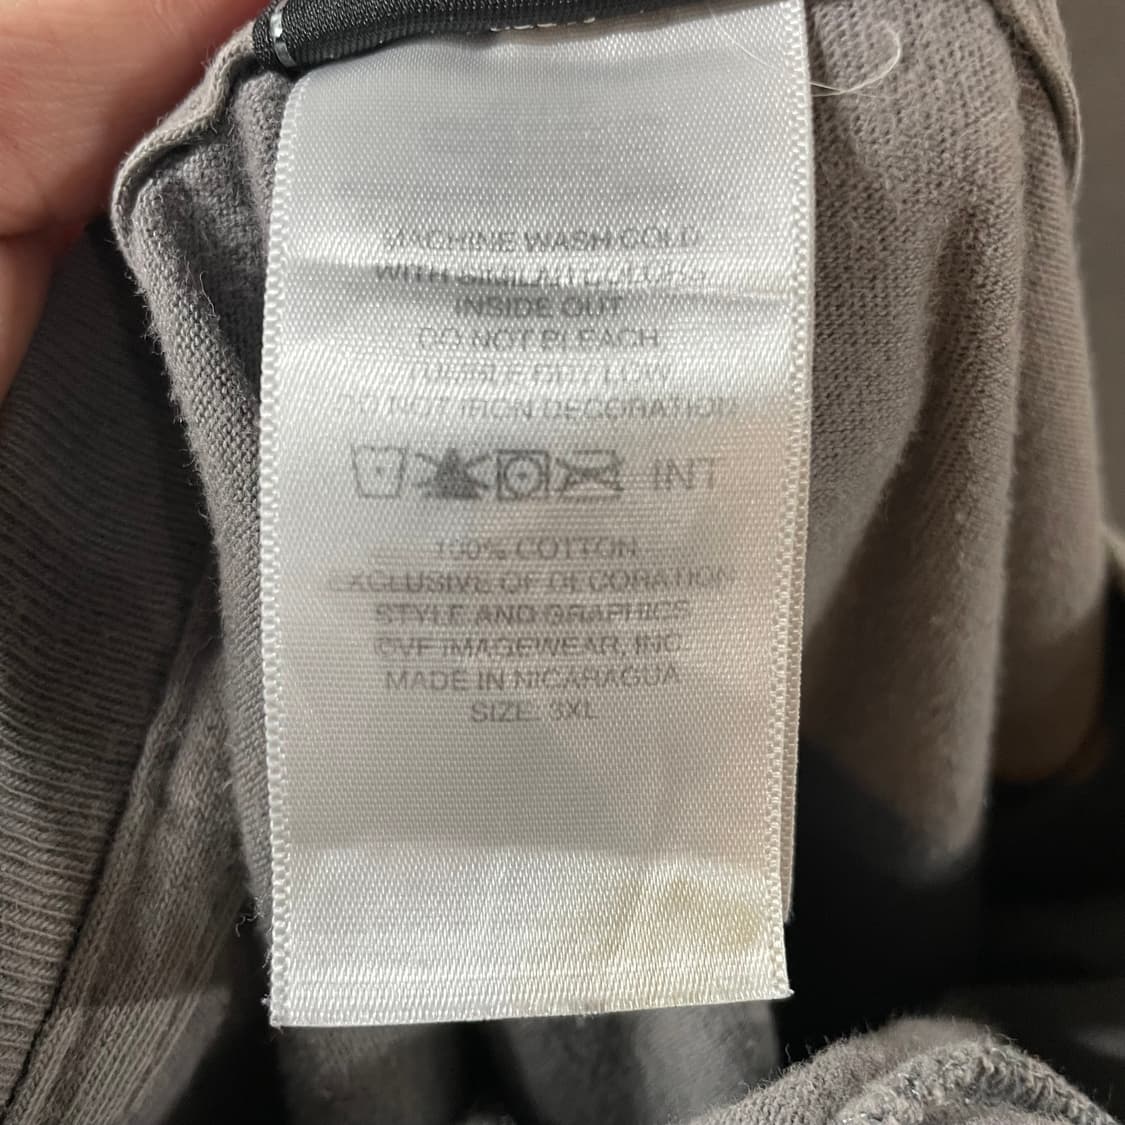 MACHINE WASH COLD
WITH SIMILAR COLORS
INSIDE OUT
DO NOT BLEACH
TUMBLE DRY LOW
DO NOT IRON DECORATION
INT
100% COTTON
EXCLUSIVE OF DECORATION
STYLE AND GRAPHICS
©VF IMAGEWEAR, INC.
MADE IN NICARAGUA
SIZE: 3XL